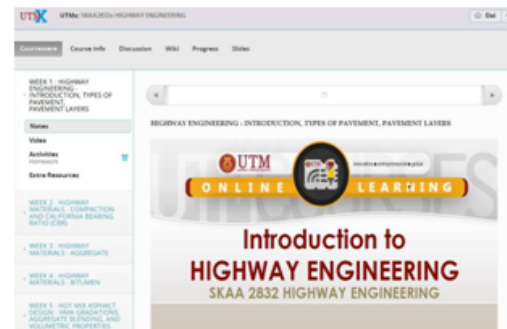 UTMX UTMx: SKAA2832x HIGHWAY ENGINEERING
Courseware Course Info Discussion Wiki Progress Slides
WEEK 1 : HIGHWAY
ENGINEERING -
INTRODUCTION, TYPES OF
PAVEMENT,
PAVEMENT LAYERS
Notes
Video
Activities
Homework
Extra Resources
WEEK 2 : HIGHWAY
MATERIALS - COMPACTION
AND CALIFORNIA BEARING
RATIO (CBR)
WEEK 3 : HIGHWAY
MATERIALS : AGGREGATE
WEEK 4 : HIGHWAY
MATERIALS : BITUMEN
WEEK 5 : HOT MIX ASPHALT
DESIGN : HMA GRADATIONS,
AGGREGATE BLENDING, AND
VOLUMETRIC PROPERTIES
HIGHWAY ENGINEERING : INTRODUCTION, TYPES OF PAVEMENT, PAVEMENT LAYERS
UTM
innovative entrepreneurial global
ONLINE LEARNING
Introduction to
HIGHWAY ENGINEERING
SKAA 2832 HIGHWAY ENGINEERING